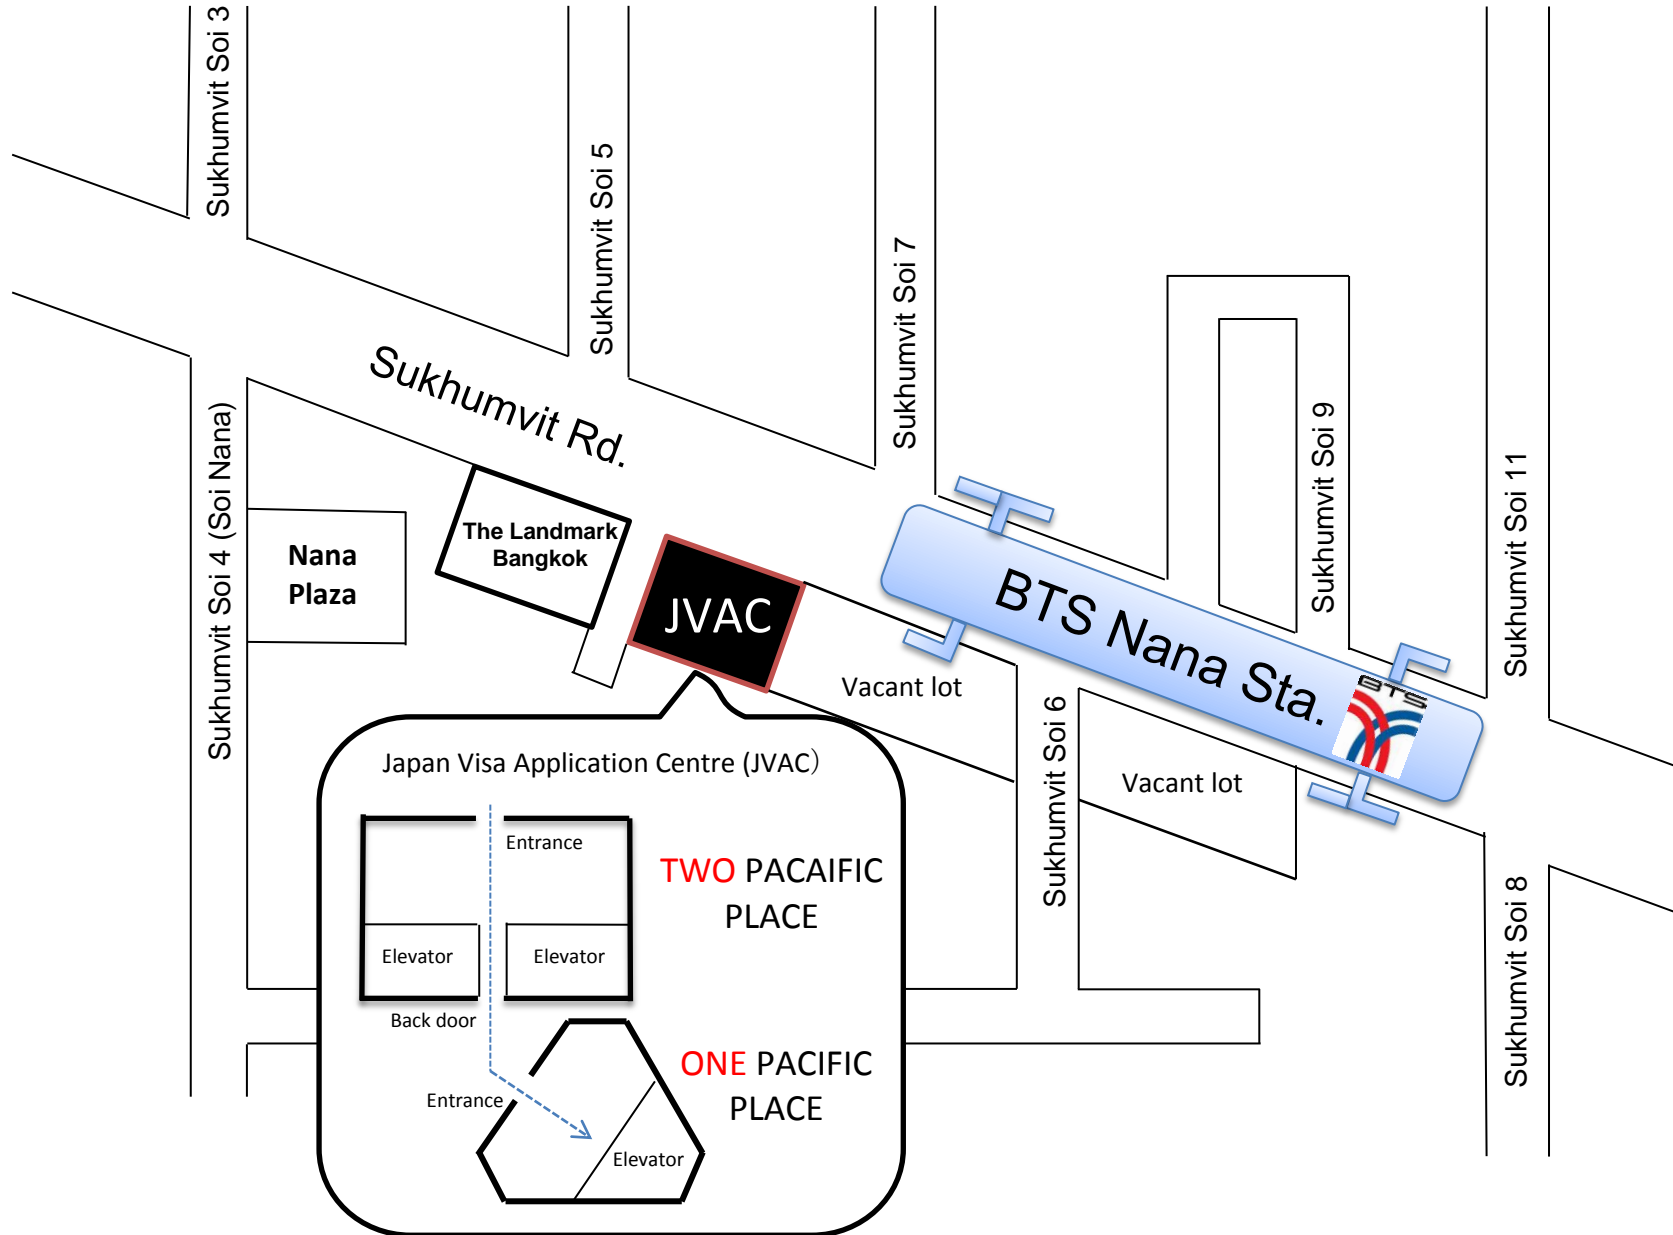 Sukhumvit Soi 3
Sukhumvit Soi 5
Sukhumvit Soi 7
Sukhumvit Soi 9
Sukhumvit Soi 11
Sukhumvit Rd.
Sukhumvit Soi 4 (Soi Nana)
Nana
Plaza
The Landmark
Bangkok
JVAC
BTS Nana Sta.
BTS
Vacant lot
Sukhumvit Soi 6
Vacant lot
Sukhumvit Soi 8
Japan Visa Application Centre (JVAC）
Entrance
TWO PACAIFIC
PLACE
Elevator
Elevator
Back door
ONE PACIFIC
PLACE
Entrance
Elevator